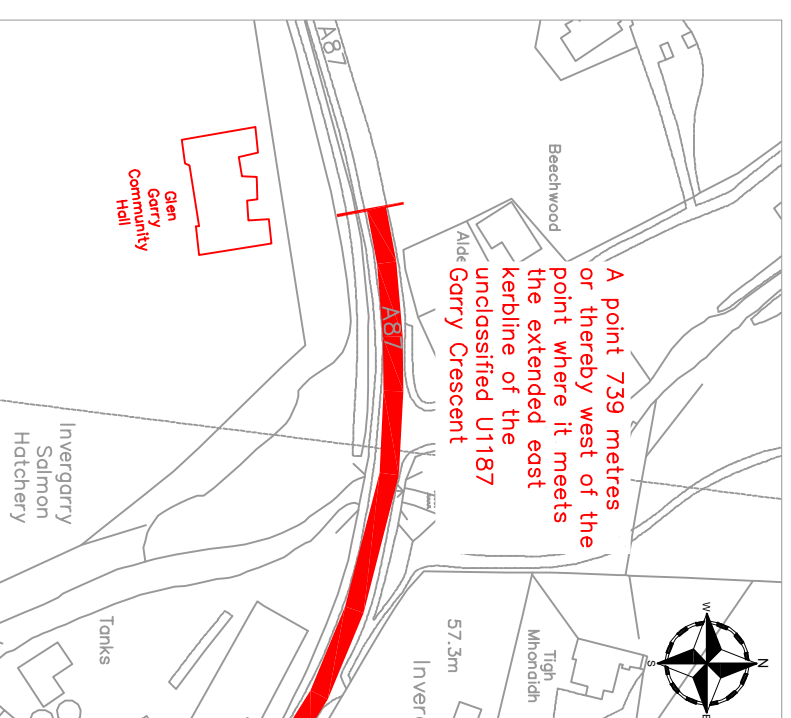 A87
Beechwood
Alde
A point 739 metres
or thereby west of the
point where it meets
the extended east
kerbline of the
unclassified U1187
Garry Crescent
Glen
Garry
Community
Hall
A87
Invergarry
Salmon
Hatchery
Tanks
57.3m
Inver
Tigh
Mhonaidh
N
W
S
E